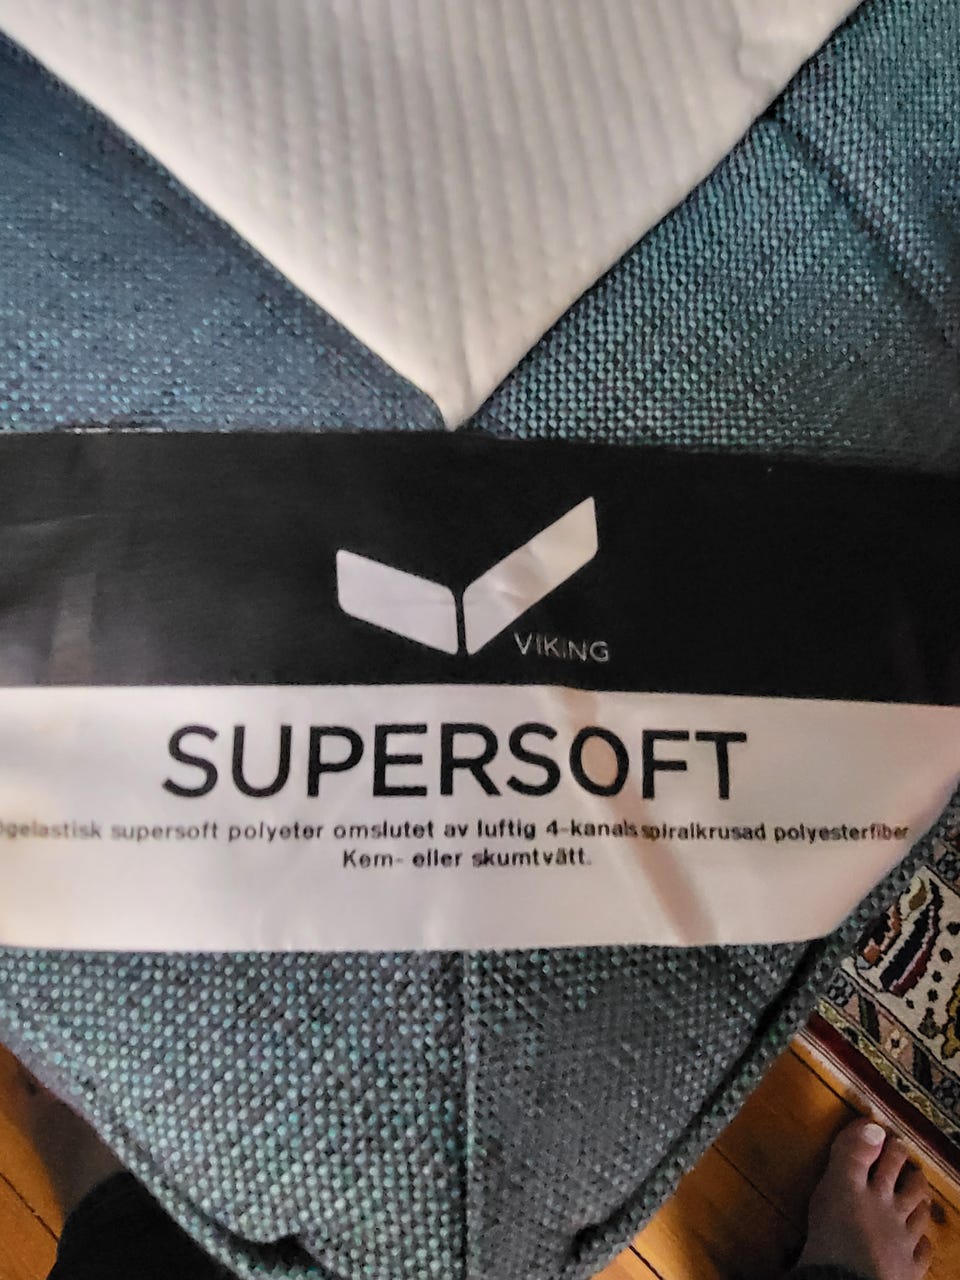 VIKING
SUPERSOFT
supersoft polyeter omslutet av luftig 4-kanals spiralkrusad polyesterfiber
Kem- eller skumtvätt.